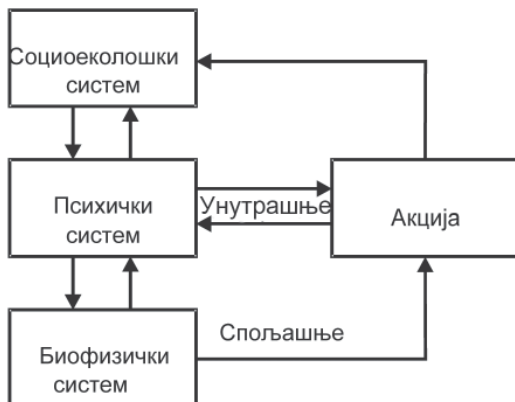 Социоеколошки
систем
Психички
систем
Унутрашње
Акција
Спољашње
Биофизички
систем